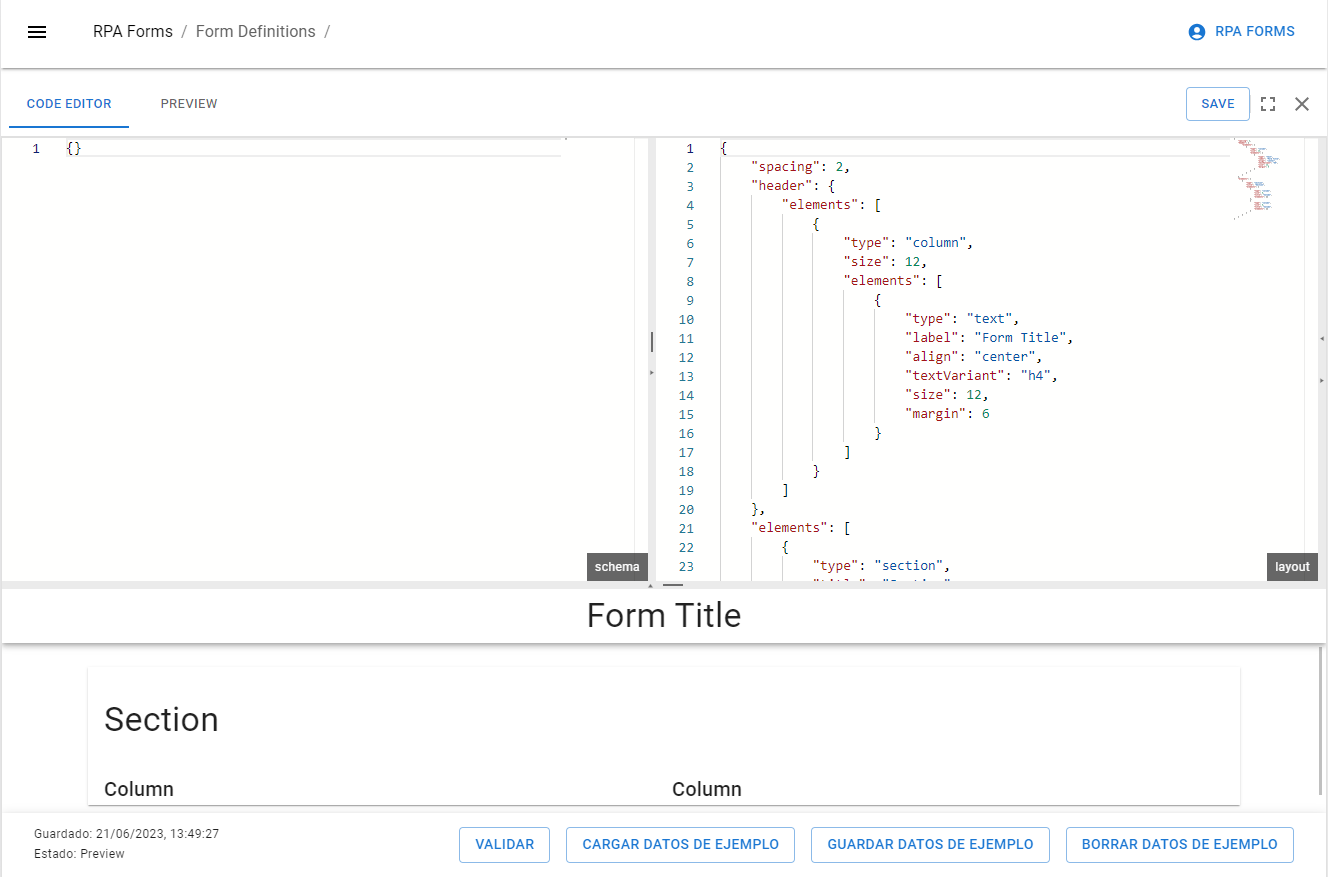 RPA Forms / Form Definitions /
RPA FORMS
CODE EDITOR
PREVIEW
SAVE
1 {}
schema
1 {
2 "spacing": 2,
3 "header": {
4 "elements": [
5 {
6 "type": "column",
7 "size": 12,
8 "elements": [
9 {
10 "type": "text",
11 "label": "Form Title",
12 "align": "center",
13 "textVariant": "h4",
14 "size": 12,
15 "margin": 6
16 }
17 ]
18 }
19 ]
20 },
21 "elements": [
22 {
23 "type": "section",
layout
Form Title
Section
Column
Column
Guardado: 21/06/2023, 13:49:27
Estado: Preview
VALIDAR
CARGAR DATOS DE EJEMPLO
GUARDAR DATOS DE EJEMPLO
BORRAR DATOS DE EJEMPLO